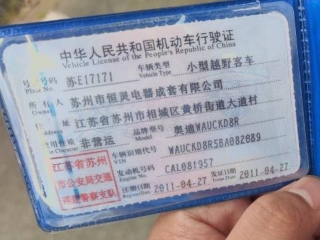 中华人民共和国机动车行驶证
Vehicle License of the People's Republic of China
号牌号码 苏E17171 车辆类型 小型越野客车
Plate No. Vehicle Type
所有人 苏州市恒灵电器成套有限公司
Owner
住址 江苏省苏州市相城区黄桥街道大道村
使用性质 非营运 品牌型号 奥迪WAUCKD8R
Use Character Model
江苏省苏州 车辆识别代号 WAUCKD8R5BA082089
VIN
市公安局交通 发动机号码 CAL081957
Engine No.
巡逻警察支队 注册日期 2011-04-27 发证日期 2011-04-27